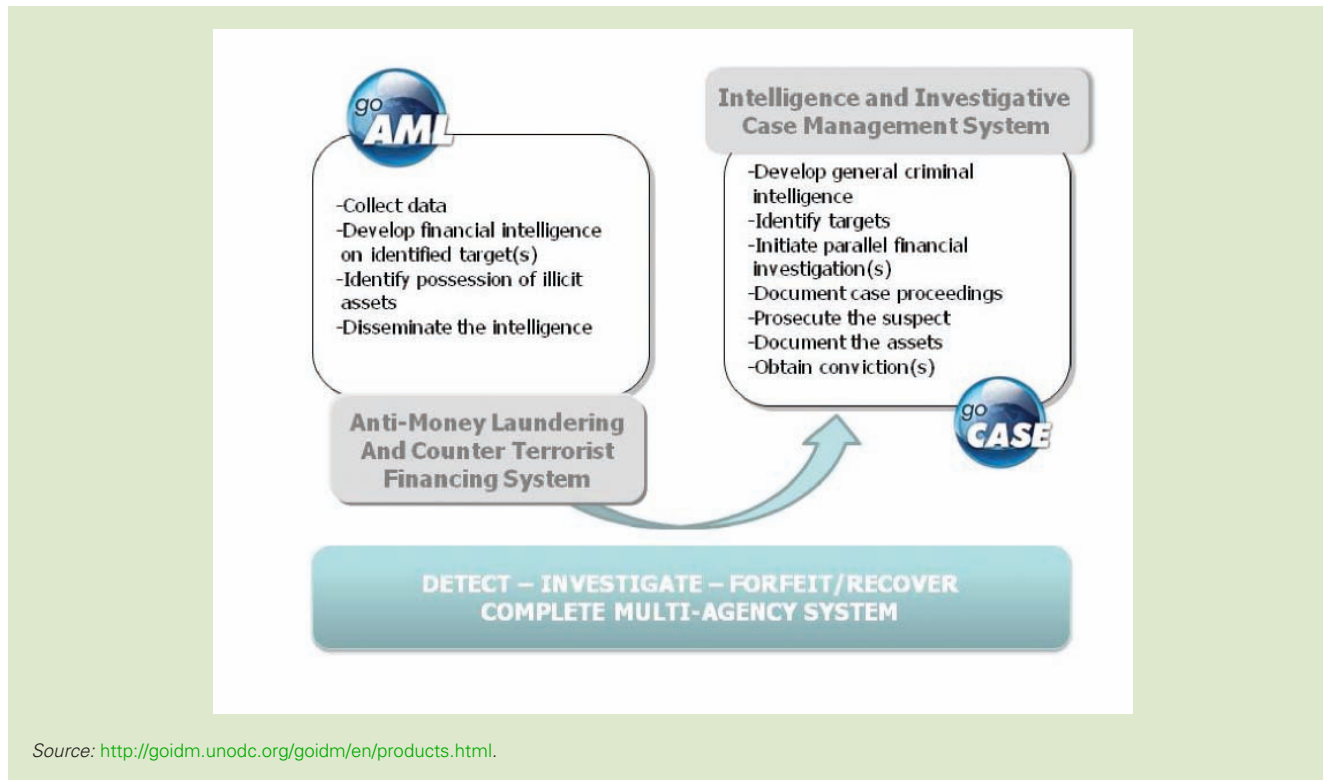 go
AML
-Collect data
-Develop financial intelligence
on identified target(s)
-Identify possession of illicit
assets
-Disseminate the intelligence
Anti-Money Laundering
And Counter Terrorist
Financing System
Intelligence and Investigative
Case Management System
-Develop general criminal
intelligence
-Identify targets
-Initiate parallel financial
investigation(s)
-Document case proceedings
-Prosecute the suspect
-Document the assets
-Obtain conviction(s)
go
CASE
DETECT – INVESTIGATE – FORFEIT/RECOVER
COMPLETE MULTI-AGENCY SYSTEM
Source: http://goidm.unodc.org/goidm/en/products.html.